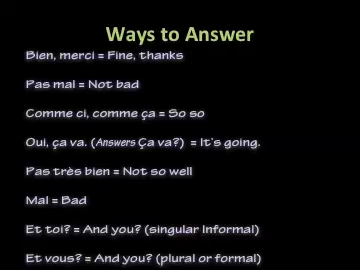 Ways to Answer
Bien, merci = Fine, thanks
Pas mal = Not bad
Comme ci, comme ça = So so
Oui, ça va. (Answers Ça va?) = It's going.
Pas très bien = Not so well
Mal = Bad
Et toi? = And you? (singular Informal)
Et vous? = And you? (plural or formal)